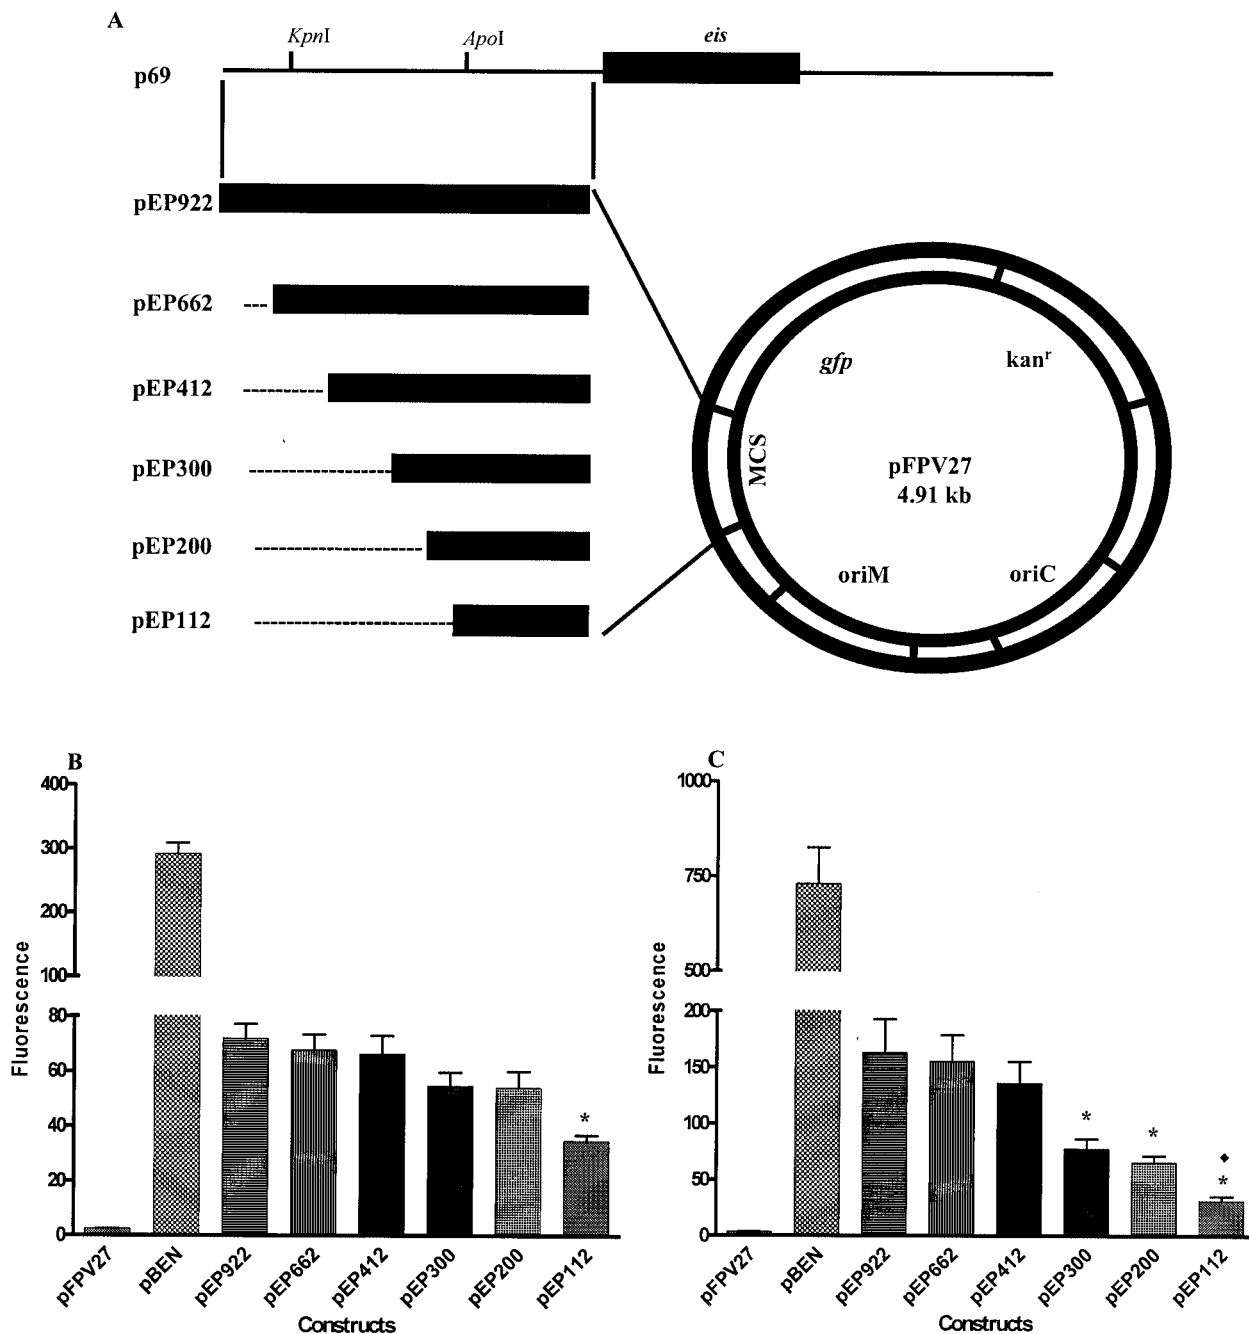 A
KpnI
ApoI
eis
p69
pEP922
pEP662
pEP412
pEP300
pEP200
pEP112
gfp
kanʳ
MCS
pFPV27
4.91 kb
oriM
oriC
B
400
300
200
100
80
60
40
20
0
Fluorescence
*
pFPV27
pBEN
pEP922
pEP662
pEP412
pEP300
pEP200
pEP112
Constructs
C
1000
750
500
200
150
100
50
0
Fluorescence
*
*
◆
*
pFPV27
pBEN
pEP922
pEP662
pEP412
pEP300
pEP200
pEP112
Constructs